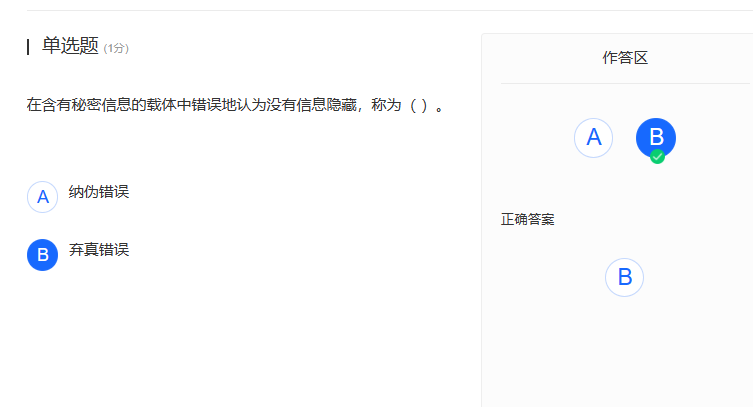 单选题 (1分)
在含有秘密信息的载体中错误地认为没有信息隐藏，称为（ ）。
A 纳伪错误
B 弃真错误
作答区
A B
正确答案
B